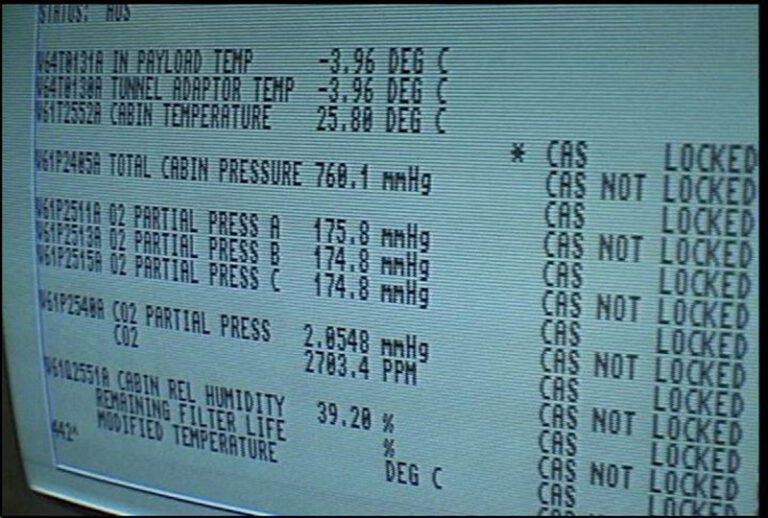 STATUS: AOS
V64T0131A IN PAYLOAD TEMP -3.96 DEG C
V64T0130A TUNNEL ADAPTOR TEMP -3.96 DEG C
V61T2552A CABIN TEMPERATURE 25.80 DEG C
V61P2405A TOTAL CABIN PRESSURE 760.1 mmHg
V61P2511A O2 PARTIAL PRESS A 175.8 mmHg
V61P2513A O2 PARTIAL PRESS B 174.8 mmHg
V61P2515A O2 PARTIAL PRESS C 174.8 mmHg
V61P2540A CO2 PARTIAL PRESS 2.0548 mmHg
CO2 2703.4 PPM
V61Q2551A CABIN REL HUMIDITY 39.20 %
REMAINING FILTER LIFE %
MODIFIED TEMPERATURE DEG C
442^
* CAS LOCKED
CAS NOT LOCKED
CAS LOCKED
CAS NOT LOCKED
CAS LOCKED
CAS NOT LOCKED
CAS LOCKED
CAS NOT LOCKED
CAS LOCKED
CAS NOT LOCKED
CAS LOCKED
CAS NOT LOCKED
CAS LOCKED